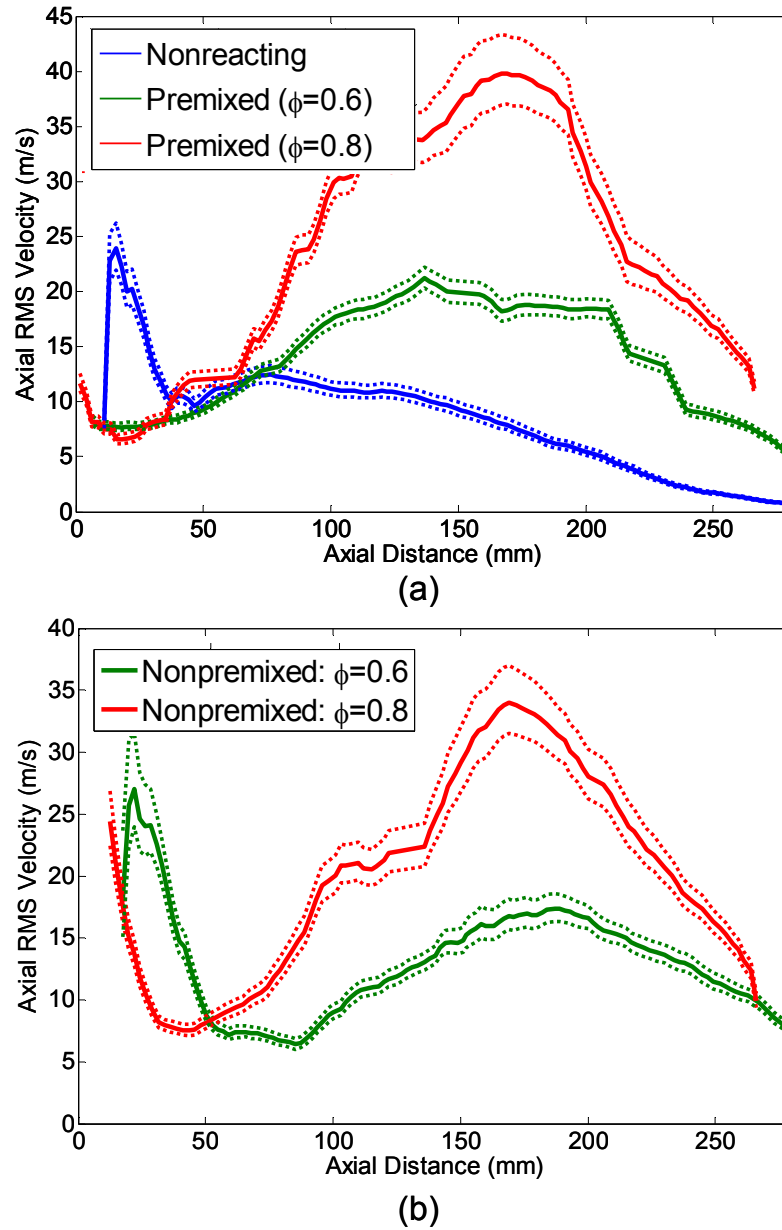 45
40
35
30
25
20
15
10
5
0
Axial RMS Velocity (m/s)
Nonreacting
Premixed (ϕ=0.6)
Premixed (ϕ=0.8)
0 50 100 150 200 250
Axial Distance (mm)
(a)
40
35
30
25
20
15
10
5
0
Axial RMS Velocity (m/s)
Nonpremixed: ϕ=0.6
Nonpremixed: ϕ=0.8
0 50 100 150 200 250
Axial Distance (mm)
(b)